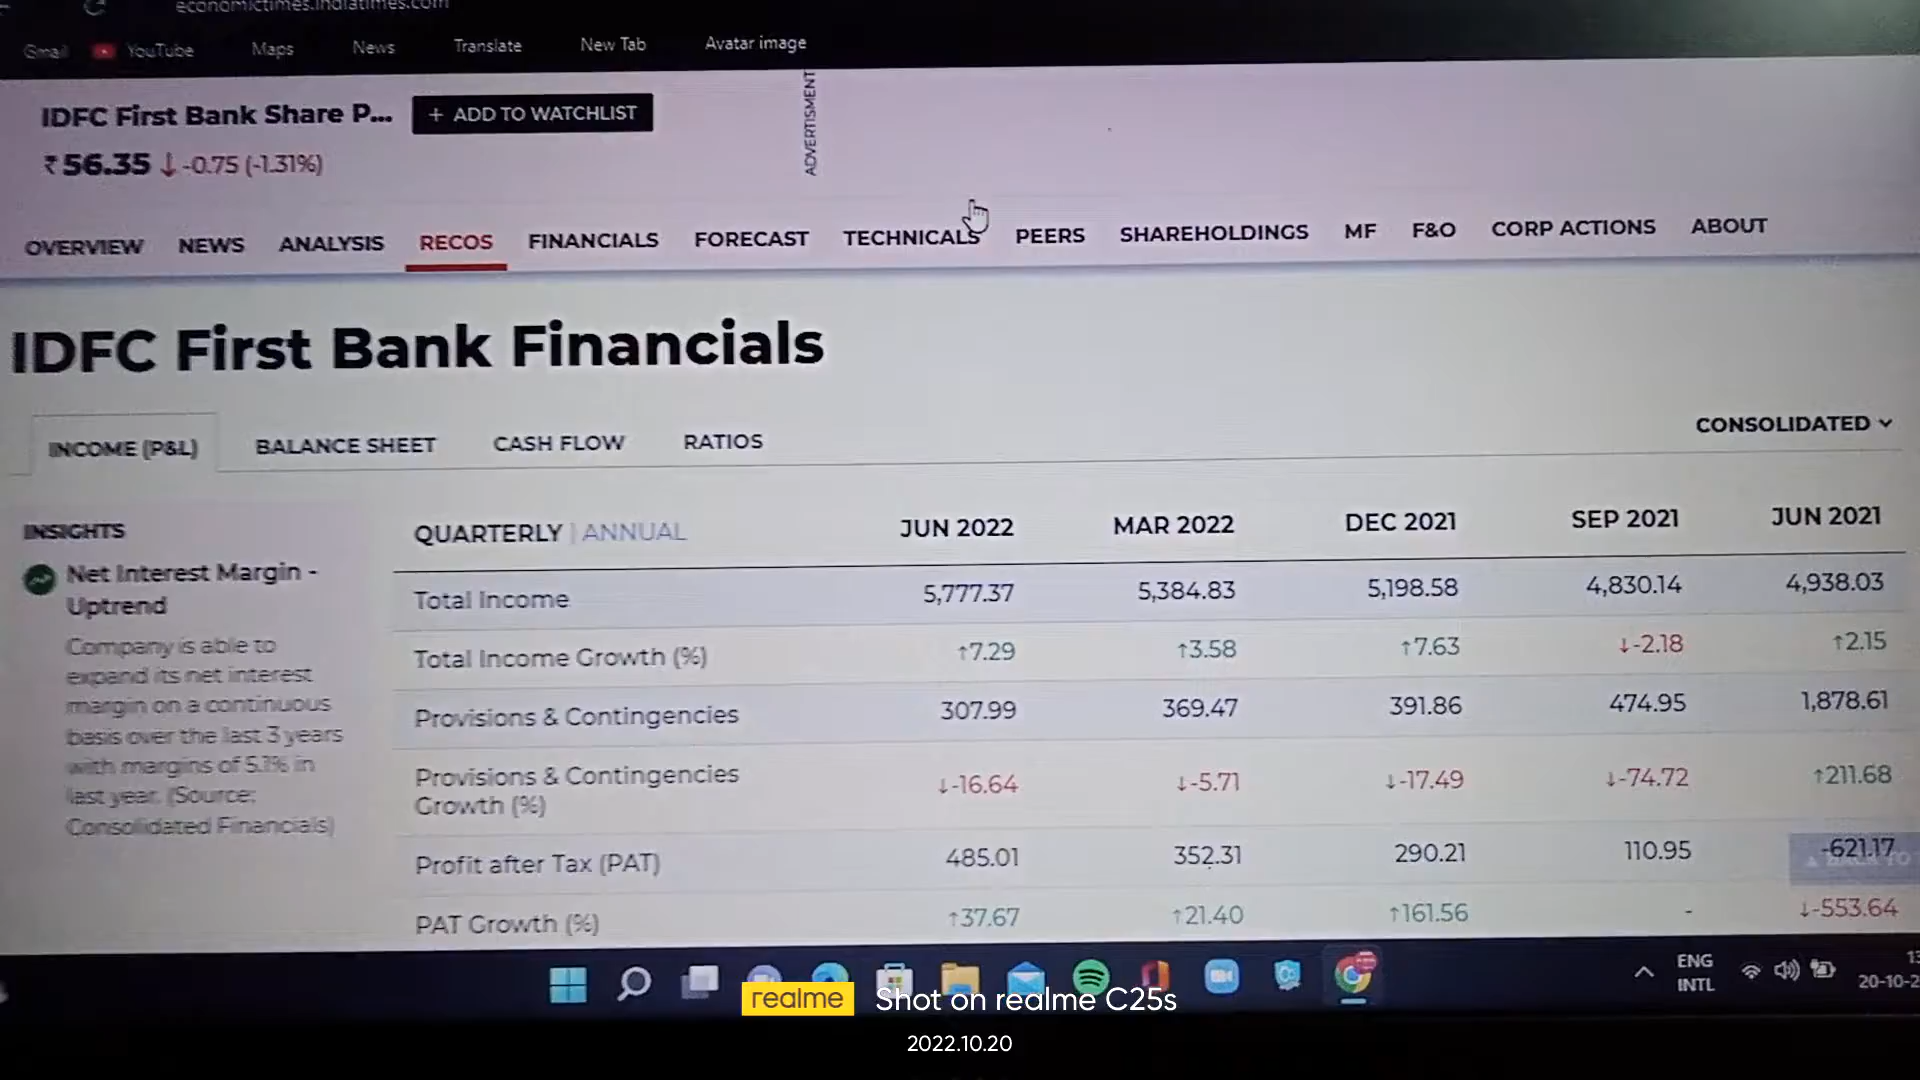 economictimes.indiatimes.com
Gmail YouTube Maps News Translate New Tab Avatar image
IDFC First Bank Share P... + ADD TO WATCHLIST
₹56.35 ↓-0.75 (-1.31%)
ADVERTISMENT
OVERVIEW NEWS ANALYSIS RECOS FINANCIALS FORECAST TECHNICALS PEERS SHAREHOLDINGS MF F&O CORP ACTIONS ABOUT
IDFC First Bank Financials
INCOME (P&L) BALANCE SHEET CASH FLOW RATIOS CONSOLIDATED
INSIGHTS
Net Interest Margin -
Uptrend
Company is able to
expand its net interest
margin on a continuous
basis over the last 3 years
with margins of 5.1% in
last year. (Source:
Consolidated Financials)
QUARTERLY | ANNUAL JUN 2022 MAR 2022 DEC 2021 SEP 2021 JUN 2021
Total Income 5,777.37 5,384.83 5,198.58 4,830.14 4,938.03
Total Income Growth (%) ↑7.29 ↑3.58 ↑7.63 ↓-2.18 ↑2.15
Provisions & Contingencies 307.99 369.47 391.86 474.95 1,878.61
Provisions & Contingencies
Growth (%) ↓-16.64 ↓-5.71 ↓-17.49 ↓-74.72 ↑211.68
Profit after Tax (PAT) 485.01 352.31 290.21 110.95 -621.17
BACK TO
PAT Growth (%) ↑37.67 ↑21.40 ↑161.56 - ↓-553.64
ENG
INTL
20-10-2
realme Shot on realme C25s
2022.10.20